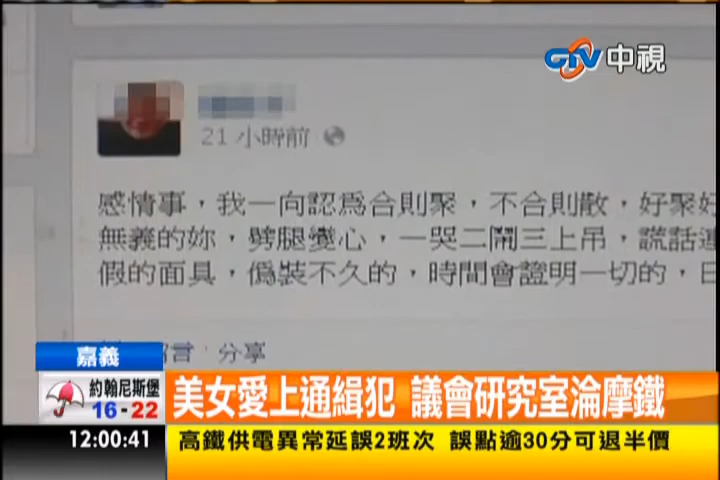 CTV中視
21 小時前
感情事，我一向認爲合則聚，不合則散，好聚好
無義的妳，劈腿變心，一哭二鬧三上吊，謊話連
假的面具，僞裝不久的，時間會證明一切的，日
留言．分享
嘉義
約翰尼斯堡
16-22
美女愛上通緝犯 議會研究室淪摩鐵
12:00:41
高鐵供電異常延誤2班次 誤點逾30分可退半價